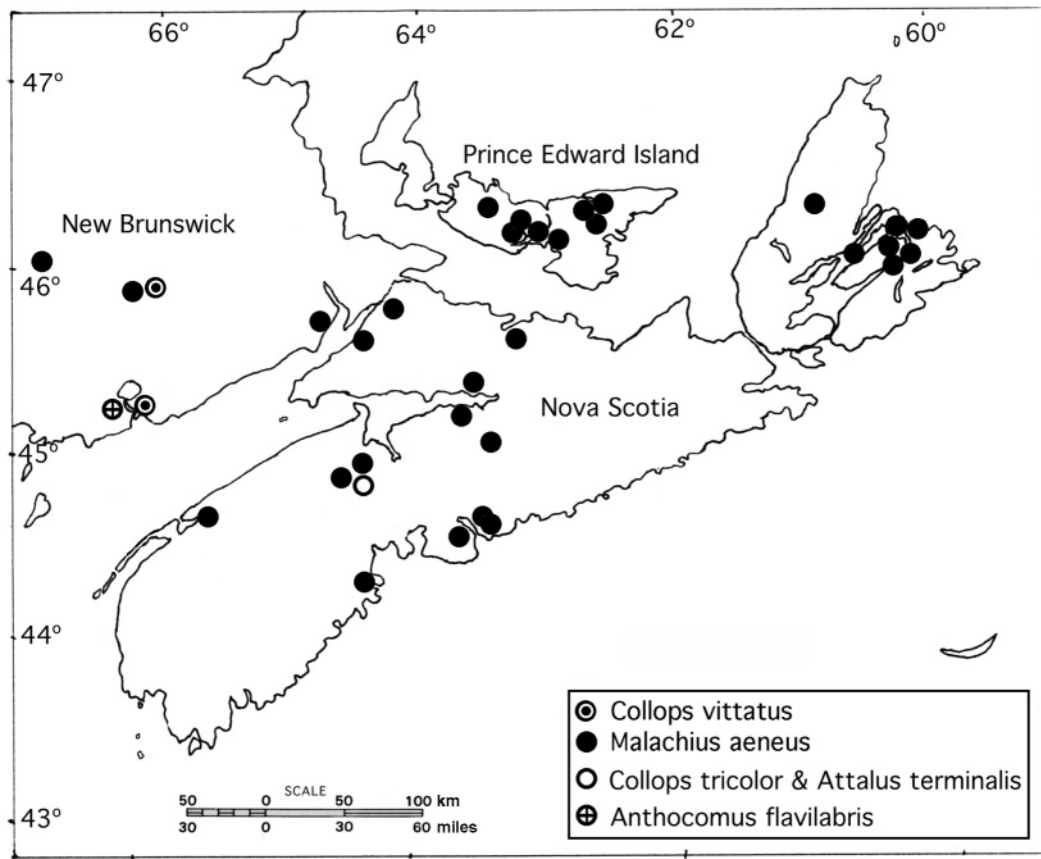 66° 64° 62° 60°
47°
Prince Edward Island
New Brunswick
46°
Nova Scotia
45°
44°
Collops vittatus
Malachius aeneus
Collops tricolor & Attalus terminalis
Anthocomus flavilabris
SCALE
50 0 50 100 km
30 0 30 60 miles
43°